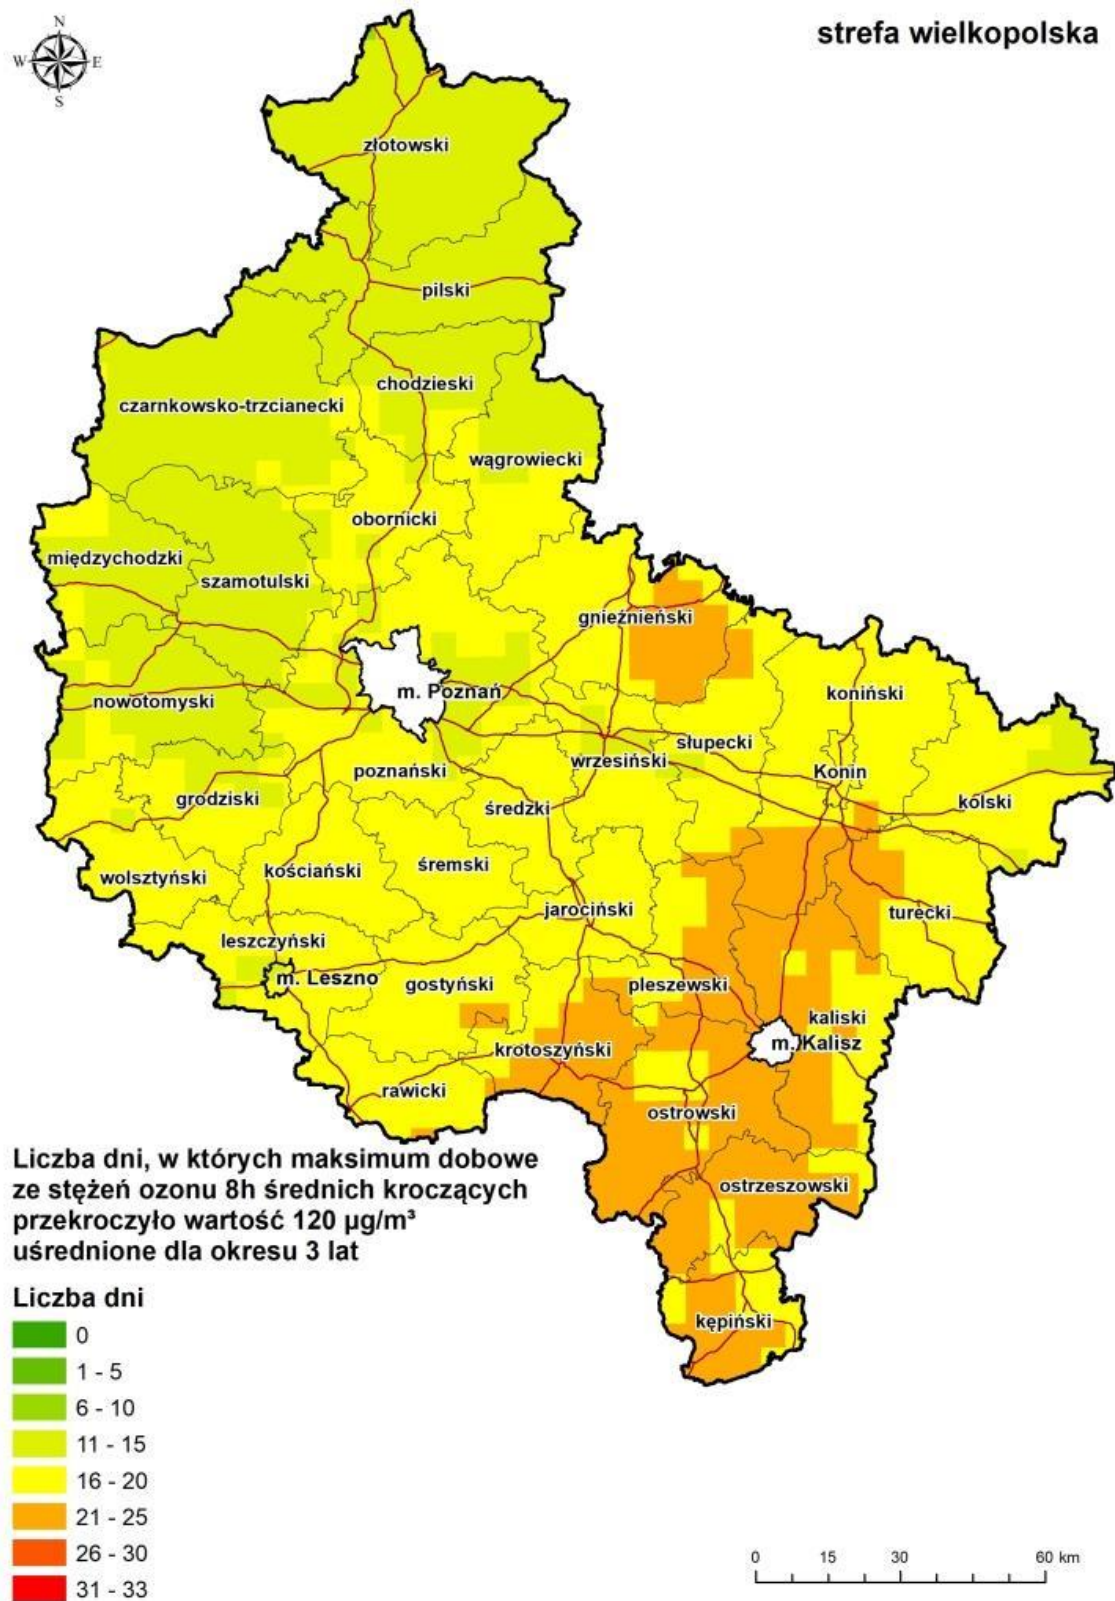 N
W E
S
strefa wielkopolska
złotowski
pilski
chodzieski
czarnkowsko-trzcianecki
wągrowiecki
obornicki
międzychodzki
szamotulski
gnieźnieński
m. Poznań
koniński
nowotomyski
słupecki
wrzesiński
poznański
Konin
grodziski
średzki
kolski
śremski
kościański
wolsztyński
jarociński
turecki
leszczyński
m. Leszno
gostyński
pleszewski
kaliski
m. Kalisz
krotoszyński
rawicki
ostrowski
ostrzeszowski
kępiński
Liczba dni, w których maksimum dobowe
ze stężeń ozonu 8h średnich kroczących
przekroczyło wartość 120 µg/m³
uśrednione dla okresu 3 lat
Liczba dni
0
1 - 5
6 - 10
11 - 15
16 - 20
21 - 25
26 - 30
31 - 33
0 15 30 60 km